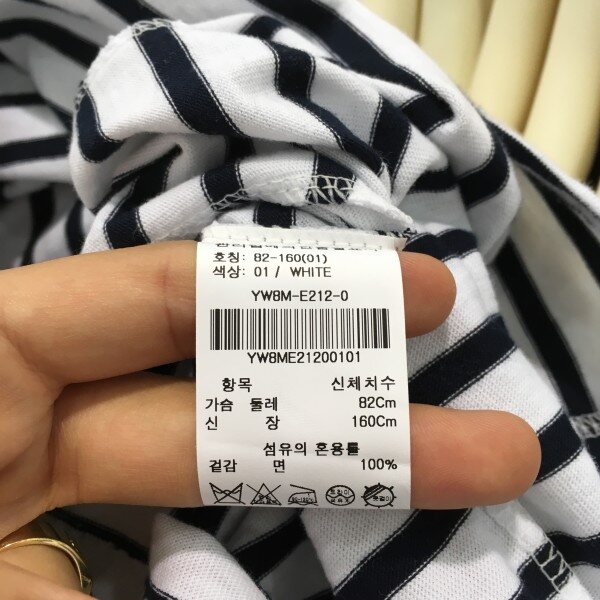 호칭: 82-160(01)
색상: 01/ WHITE
YW8M-E212-0
YW8ME21200101
항목 신체치수
가슴 둘레 82Cm
신 장 160Cm
섬유의 혼용률
겉감 면 100%